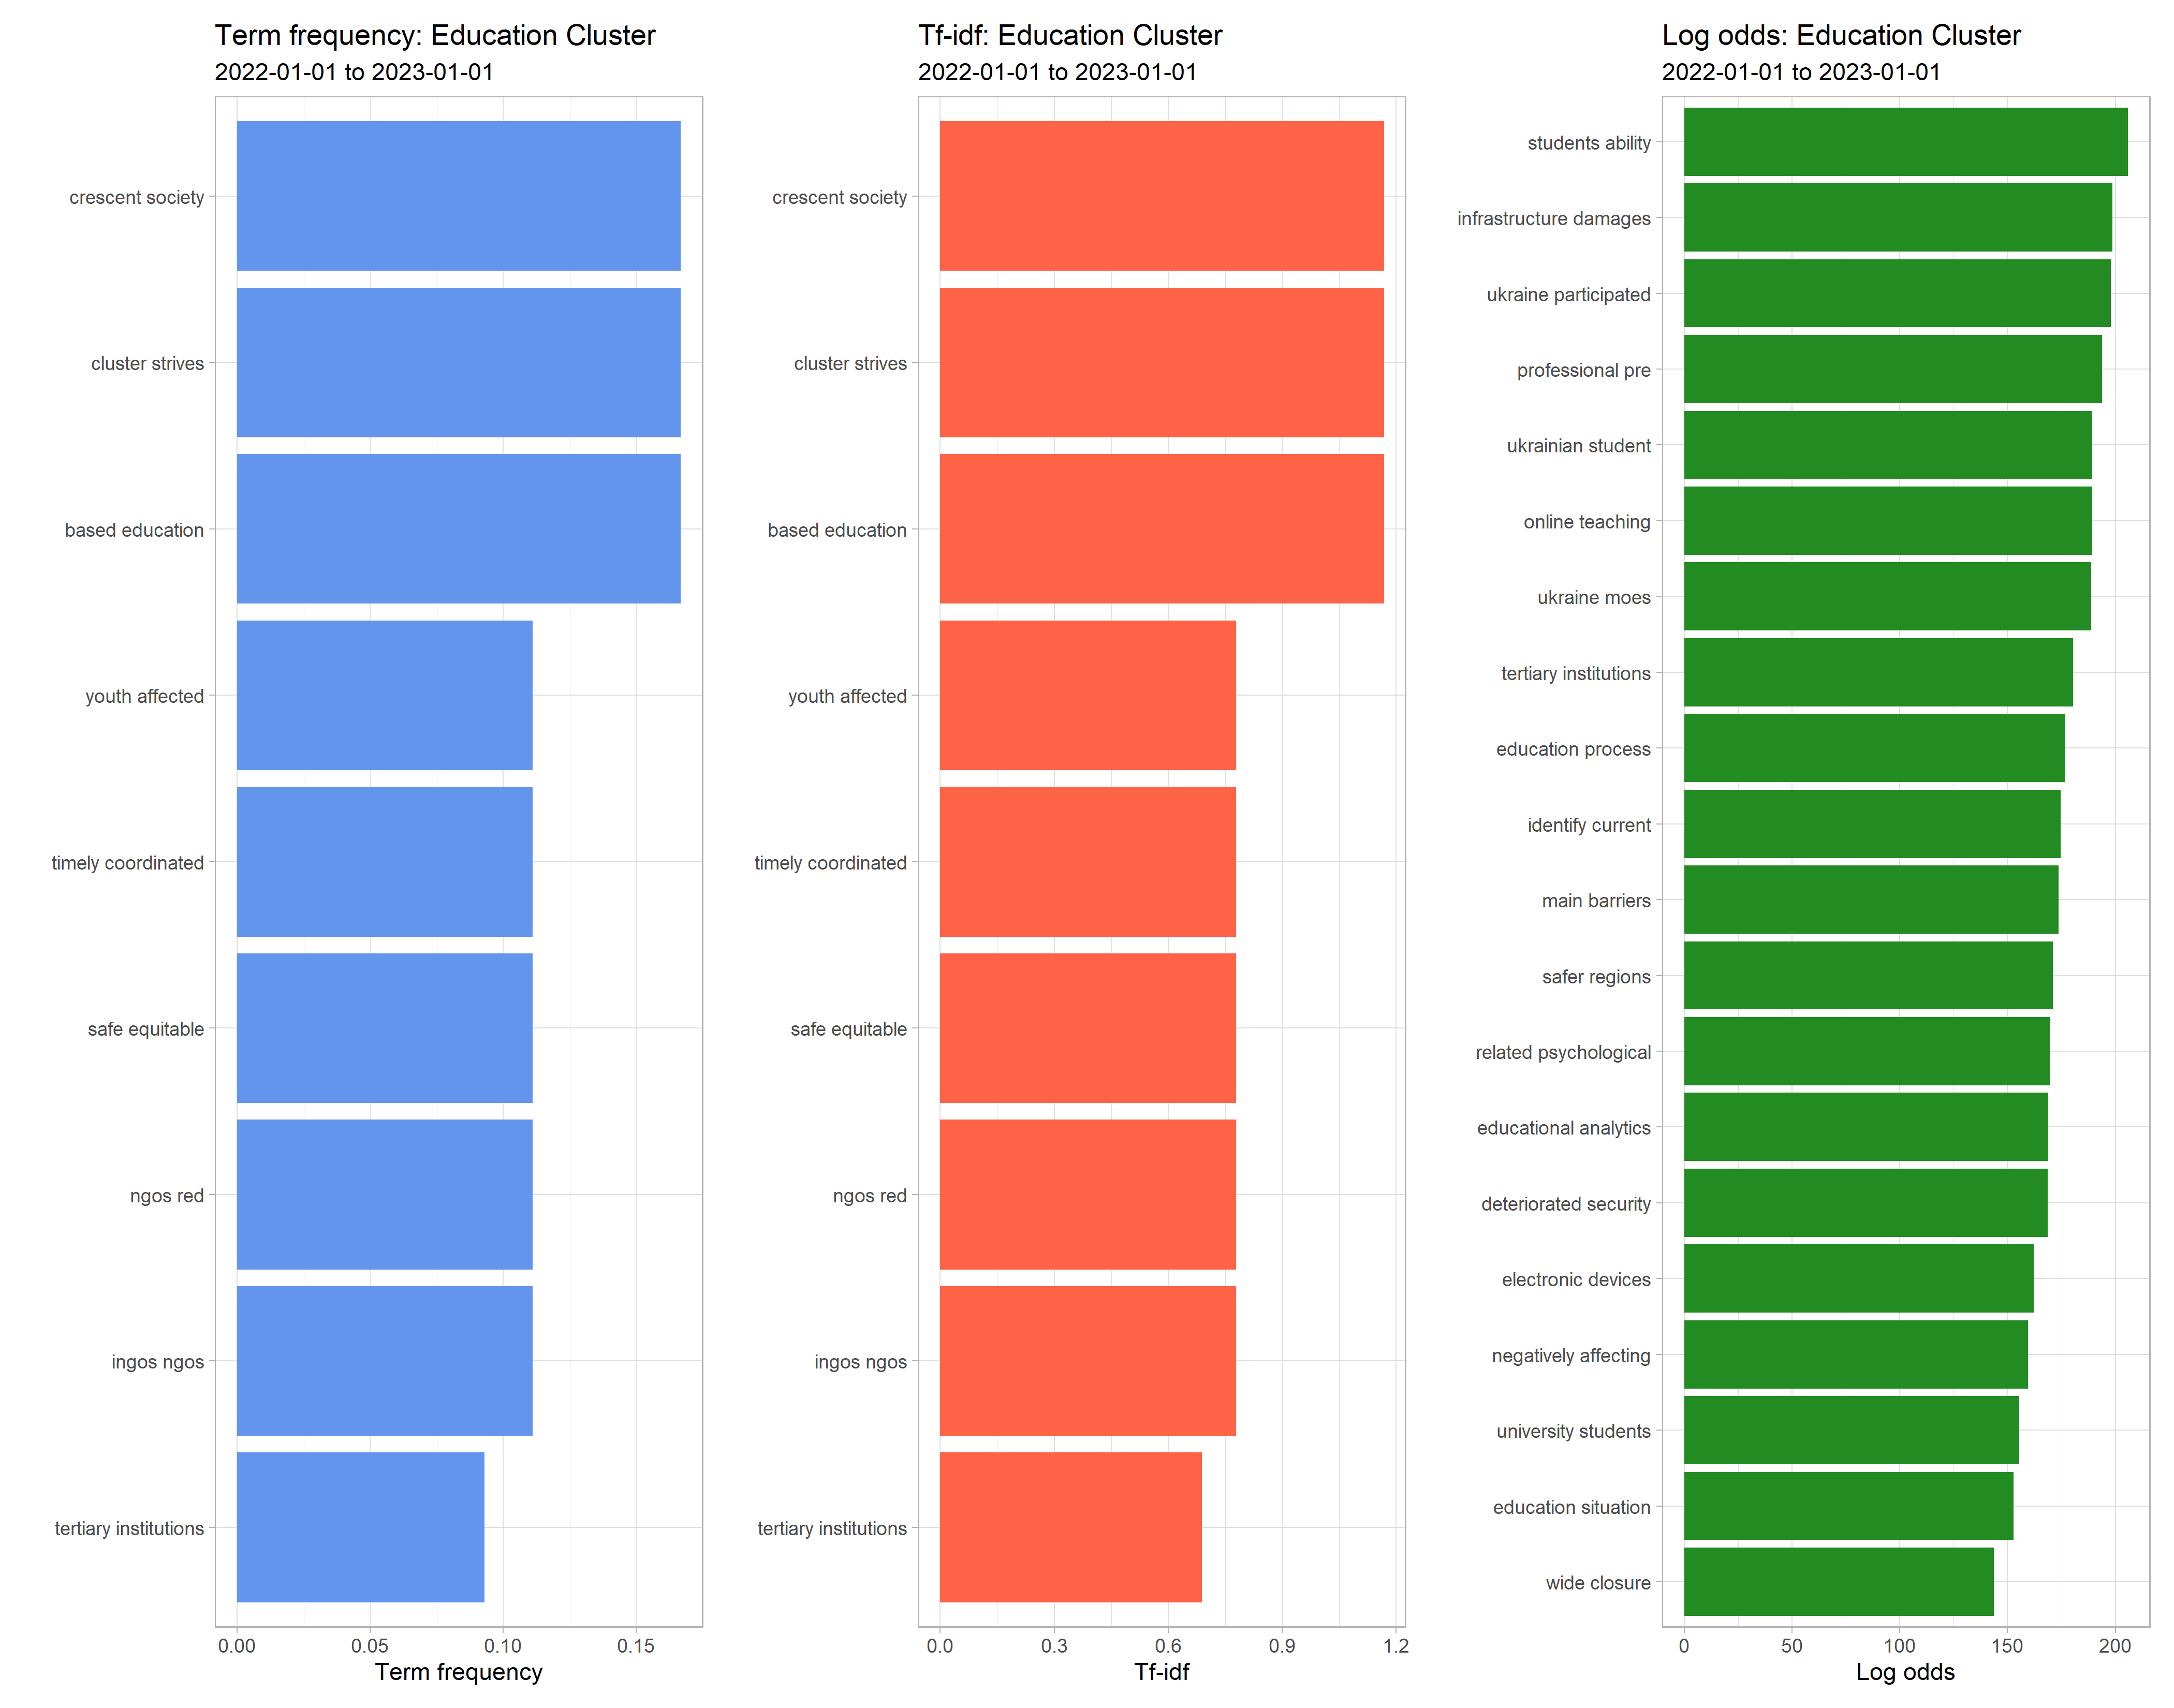 Term frequency: Education Cluster
2022-01-01 to 2023-01-01
crescent society
cluster strives
based education
youth affected
timely coordinated
safe equitable
ngos red
ingos ngos
tertiary institutions
0.00 0.05 0.10 0.15
Term frequency
Tf-idf: Education Cluster
2022-01-01 to 2023-01-01
crescent society
cluster strives
based education
youth affected
timely coordinated
safe equitable
ngos red
ingos ngos
tertiary institutions
0.0 0.3 0.6 0.9 1.2
Tf-idf
Log odds: Education Cluster
2022-01-01 to 2023-01-01
students ability
infrastructure damages
ukraine participated
professional pre
ukrainian student
online teaching
ukraine moes
tertiary institutions
education process
identify current
main barriers
safer regions
related psychological
educational analytics
deteriorated security
electronic devices
negatively affecting
university students
education situation
wide closure
0 50 100 150 200
Log odds